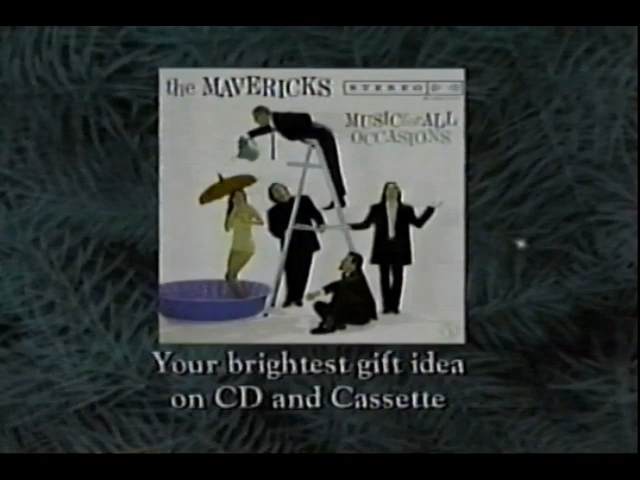 the MAVERICKS STEREO
MUSIC for ALL
OCCASIONS
Your brightest gift idea
on CD and Cassette